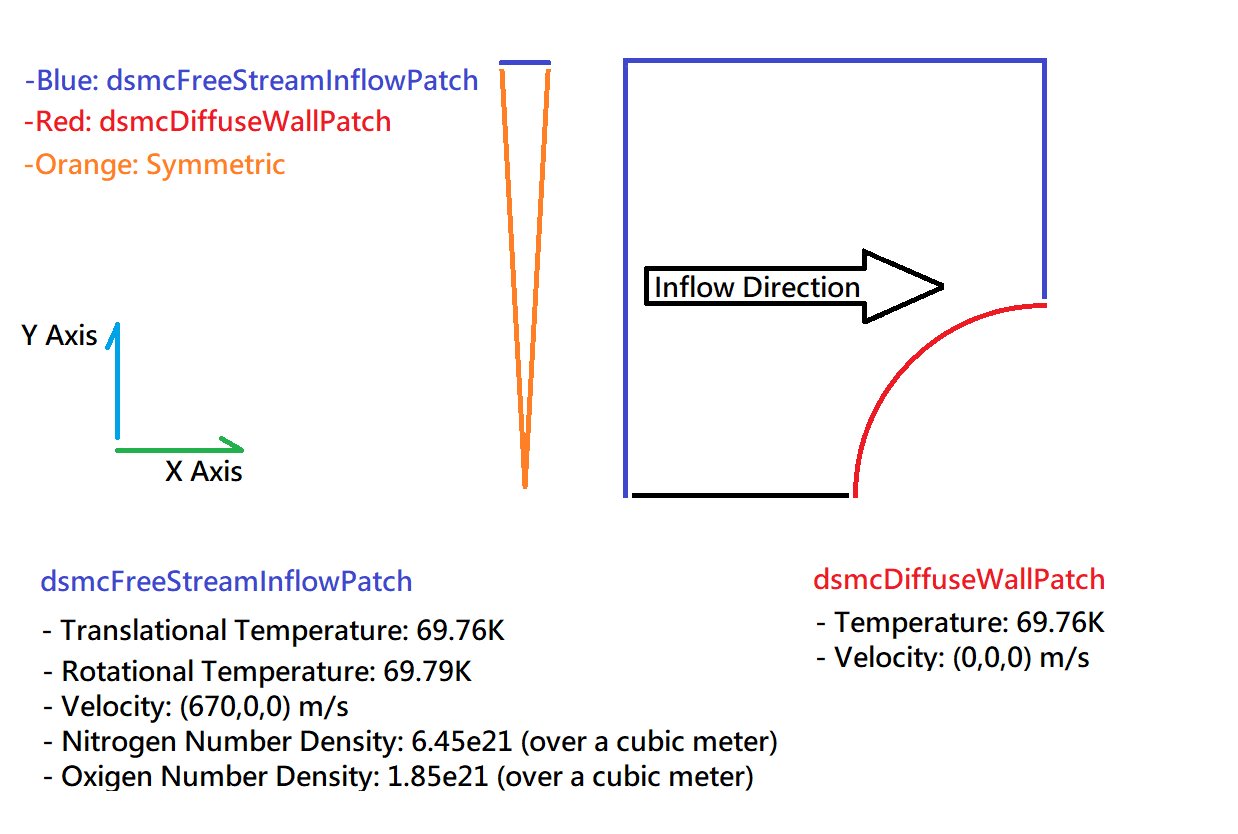 -Blue: dsmcFreeStreamInflowPatch
-Red: dsmcDiffuseWallPatch
-Orange: Symmetric
Inflow Direction
Y Axis
X Axis
dsmcFreeStreamInflowPatch
- Translational Temperature: 69.76K
- Rotational Temperature: 69.79K
- Velocity: (670,0,0) m/s
- Nitrogen Number Density: 6.45e21 (over a cubic meter)
- Oxigen Number Density: 1.85e21 (over a cubic meter)
dsmcDiffuseWallPatch
- Temperature: 69.76K
- Velocity: (0,0,0) m/s